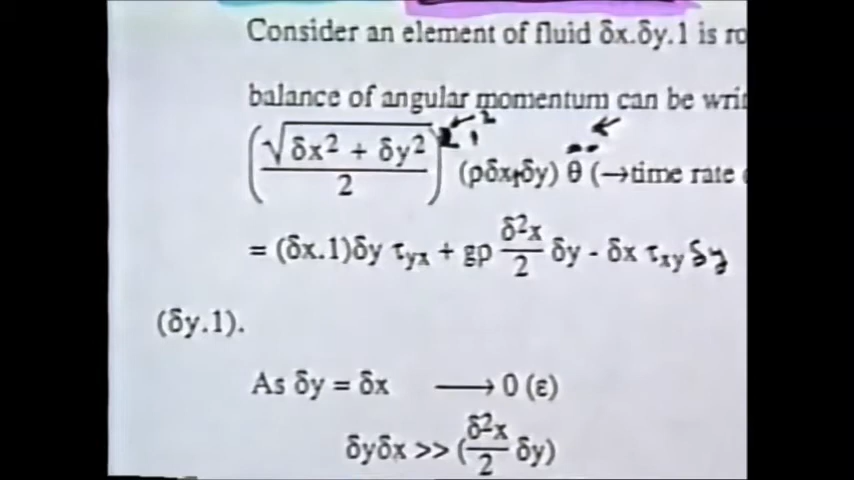 Consider an element of fluid δx.δy.1 is ro
balance of angular momentum can be writ
(√δx² + δy² / 2)² (ρδx.δy) θ̈ (→time rate
= (δx.1)δy τyx + gρ δ²x/2 δy - δx τxy δy
(δy.1).
As δy = δx ⟶ 0 (ε)
δyδx >> (δ²x/2 δy)